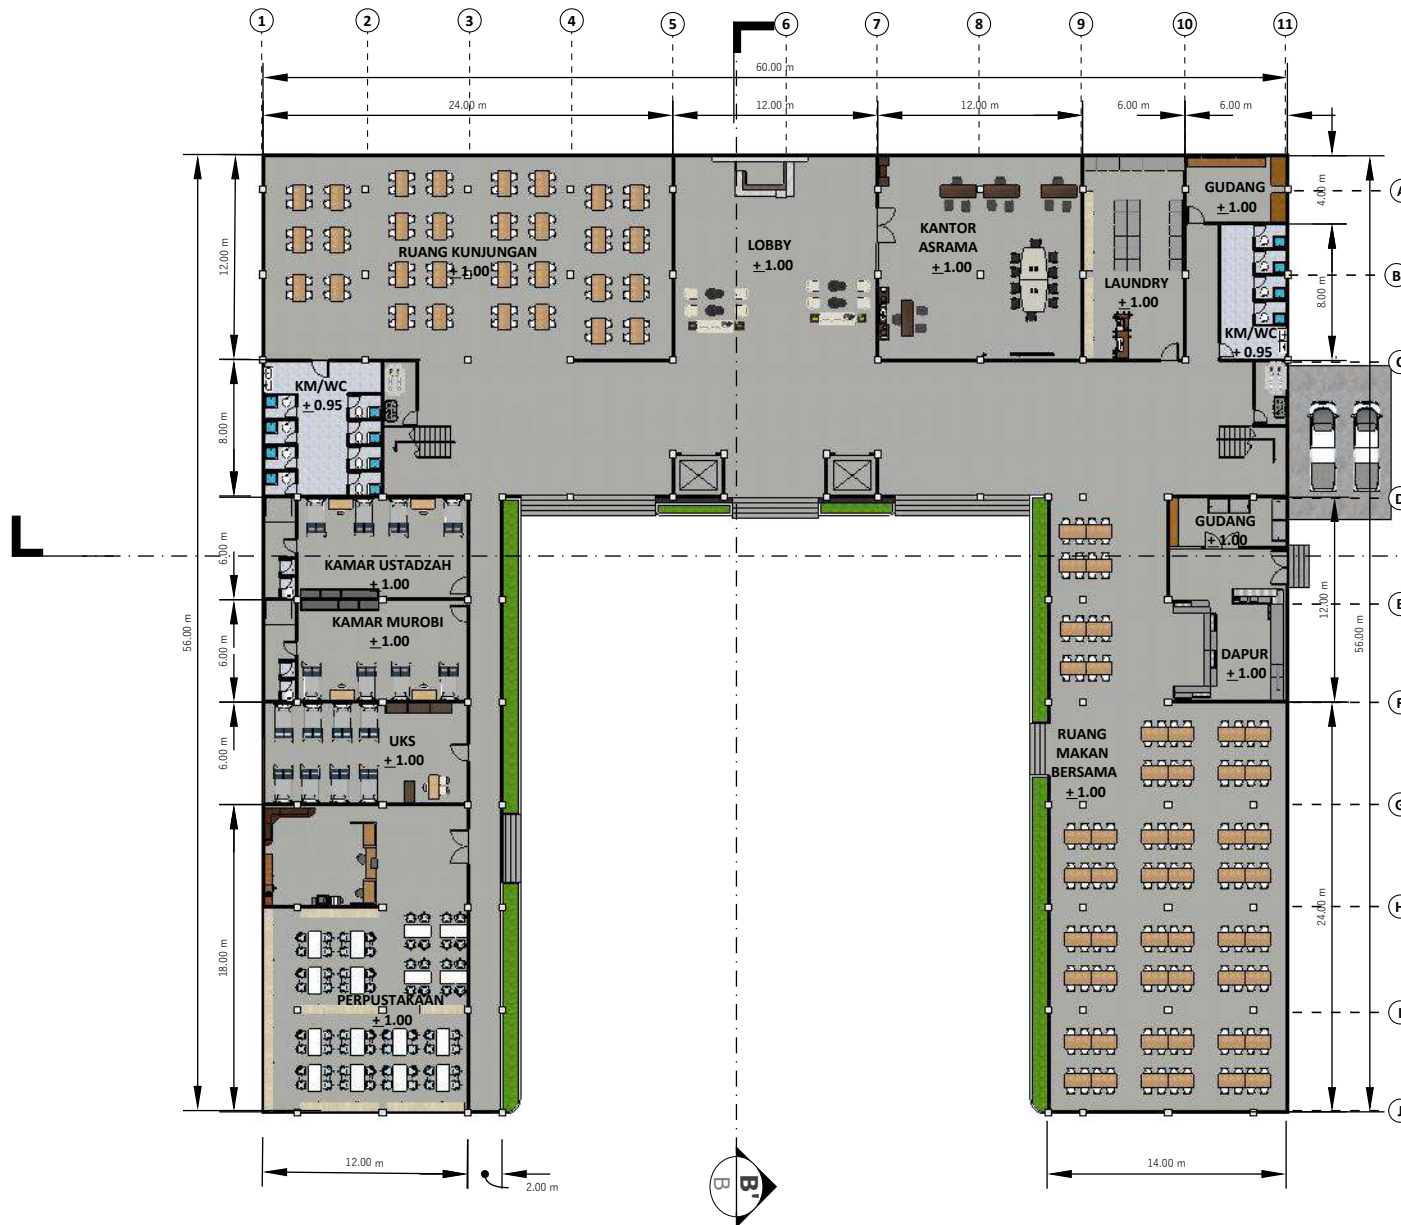 1 2 3 4 5 6 7 8 9 10 11
60.00 m
24.00 m 12.00 m 12.00 m 6.00 m 6.00 m
A
4.00 m
GUDANG
+ 1.00
KANTOR
ASRAMA
+ 1.00
LOBBY
+ 1.00
RUANG KUNJUNGAN
+ 1.00
12.00 m
B
LAUNDRY
+ 1.00
8.00 m
KM/WC
+ 0.95
C
KM/WC
+ 0.95
8.00 m
D
GUDANG
+ 1.00
KAMAR USTADZAH
+ 1.00
6.00 m
E
12.00 m
56.00 m
56.00 m
KAMAR MUROBI
+ 1.00
6.00 m
DAPUR
+ 1.00
F
UKS
+ 1.00
6.00 m
RUANG
MAKAN
BERSAMA
+ 1.00
G
H
24.00 m
18.00 m
PERPUSTAKAAN
+ 1.00
I
J
12.00 m
2.00 m
14.00 m
B'
B